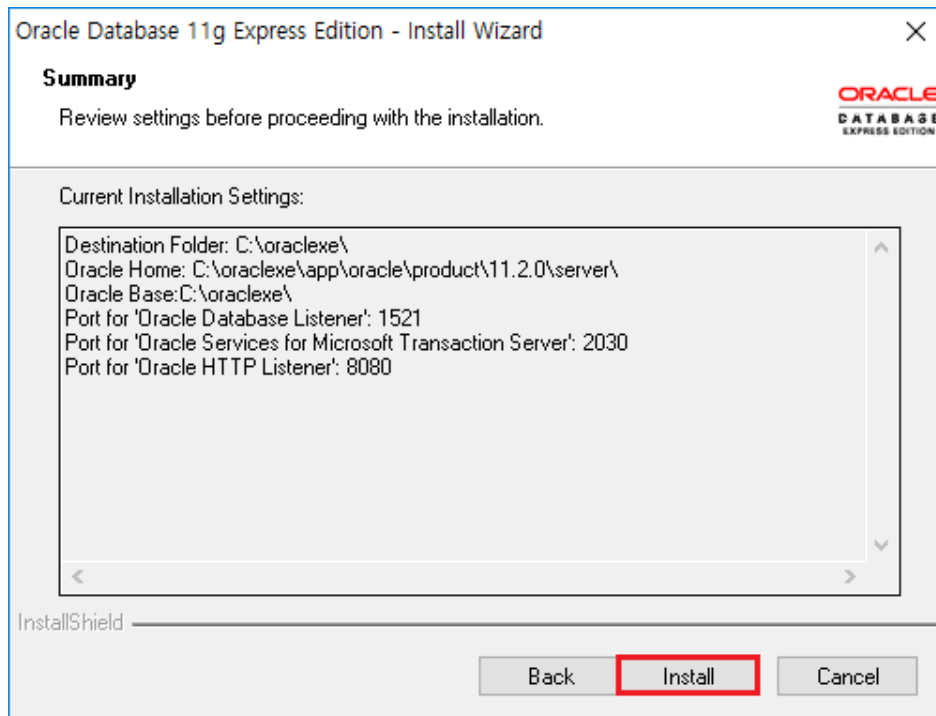 Oracle Database 11g Express Edition - Install Wizard
Summary
Review settings before proceeding with the installation.
ORACLE
DATABASE
EXPRESS EDITION
Current Installation Settings:
Destination Folder: C:\oraclexe\
Oracle Home: C:\oraclexe\app\oracle\product\11.2.0\server\
Oracle Base:C:\oraclexe\
Port for 'Oracle Database Listener': 1521
Port for 'Oracle Services for Microsoft Transaction Server': 2030
Port for 'Oracle HTTP Listener': 8080
InstallShield
Back
Install
Cancel